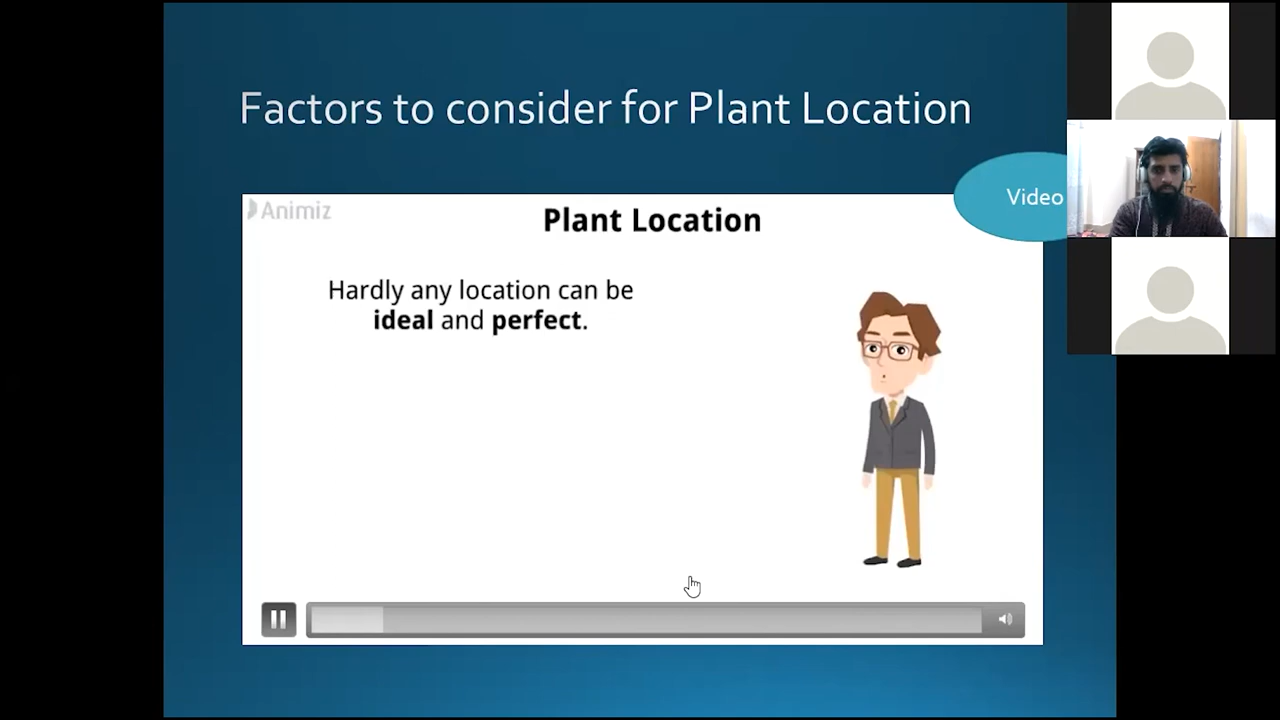 Factors to consider for Plant Location
Video
Animiz
Plant Location
Hardly any location can be
ideal and perfect.